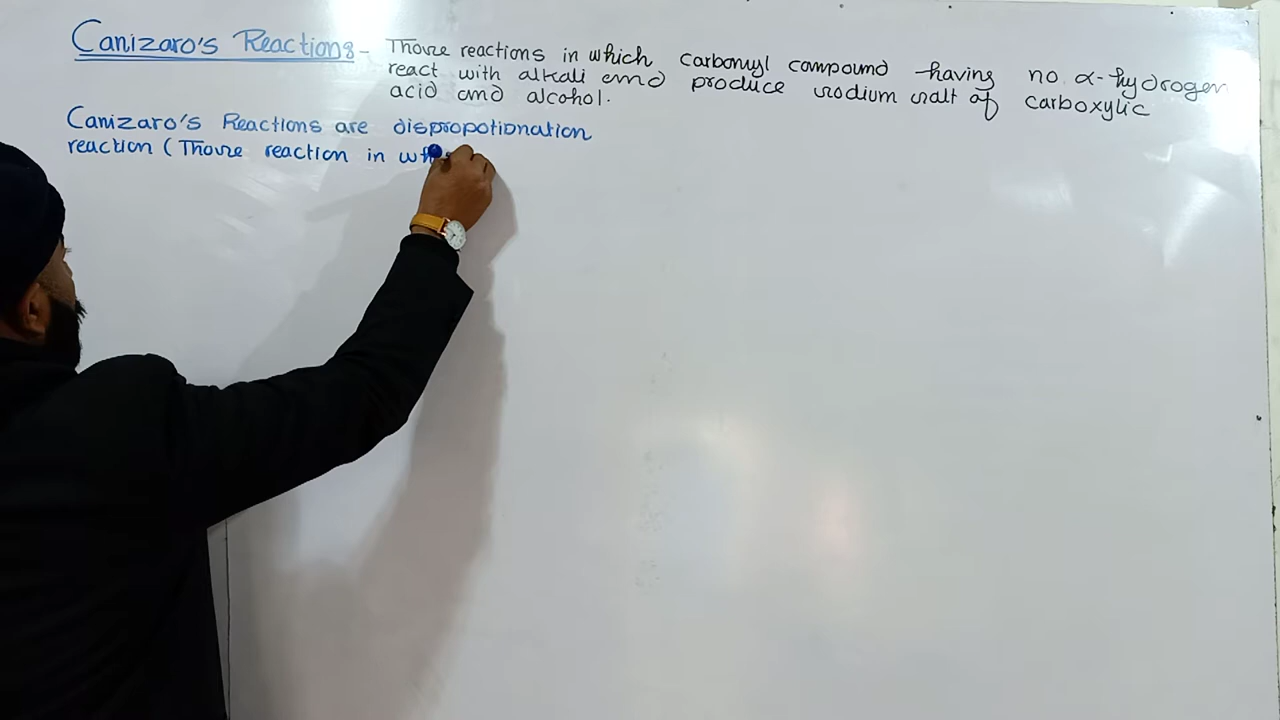 Canizaro's Reactions - Those reactions in which carbonyl compound having no α-hydrogen
react with alkali and produce sodium salt of carboxylic
acid and alcohol.
Canizaro's Reactions are dispropotionation
reaction (Those reaction in wh